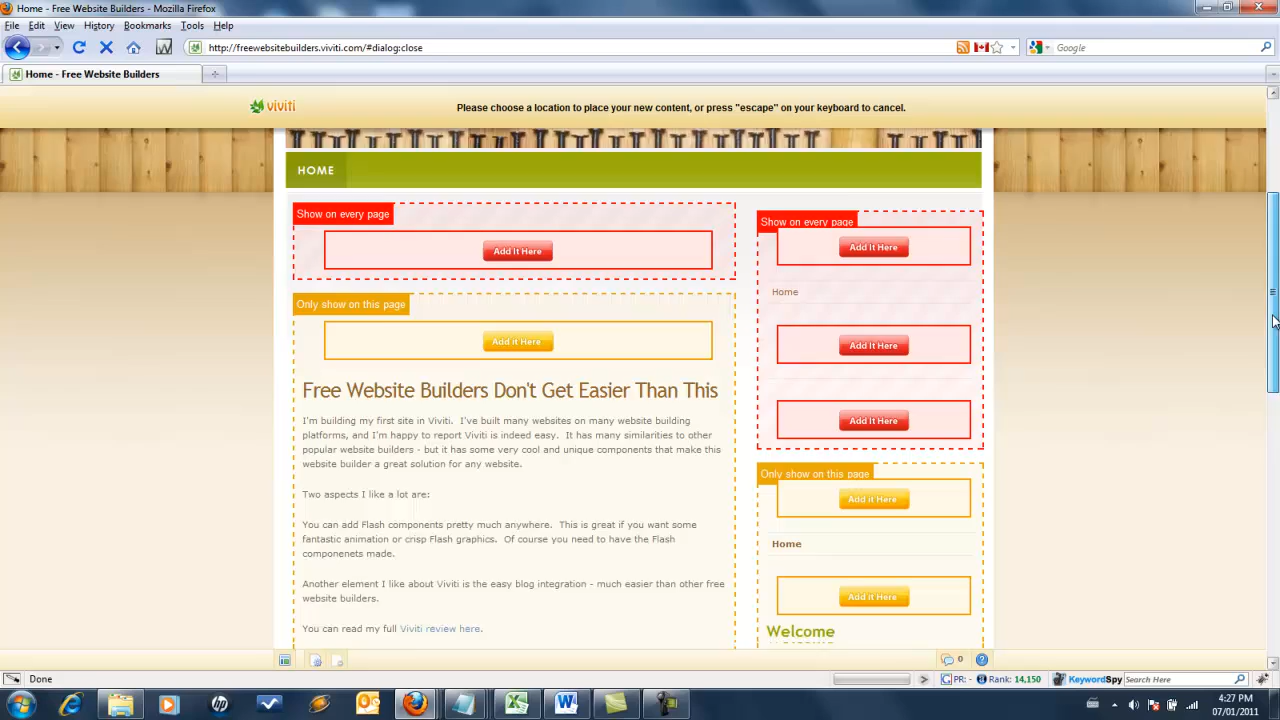 Home - Free Website Builders - Mozilla Firefox
File Edit View History Bookmarks Tools Help
http://freewebsitebuilders.viviti.com/#dialog:close
Google
Home - Free Website Builders
viviti
Please choose a location to place your new content, or press "escape" on your keyboard to cancel.
HOME
Show on every page
Add It Here
Only show on this page
Add it Here
Free Website Builders Don't Get Easier Than This
I'm building my first site in Viviti. I've built many websites on many website building
platforms, and I'm happy to report Viviti is indeed easy. It has many similarities to other
popular website builders - but it has some very cool and unique components that make this
website builder a great solution for any website.
Two aspects I like a lot are:
You can add Flash components pretty much anywhere. This is great if you want some
fantastic animation or crisp Flash graphics. Of course you need to have the Flash
componenets made.
Another element I like about Viviti is the easy blog integration - much easier than other free
website builders.
You can read my full Viviti review here.
Show on every page
Add It Here
Home
Add It Here
Add It Here
Only show on this page
Add it Here
Home
Add it Here
Welcome
0
Done
PR: -
Rank: 14,150
KeywordSpy
Search Here
4:27 PM
07/01/2011